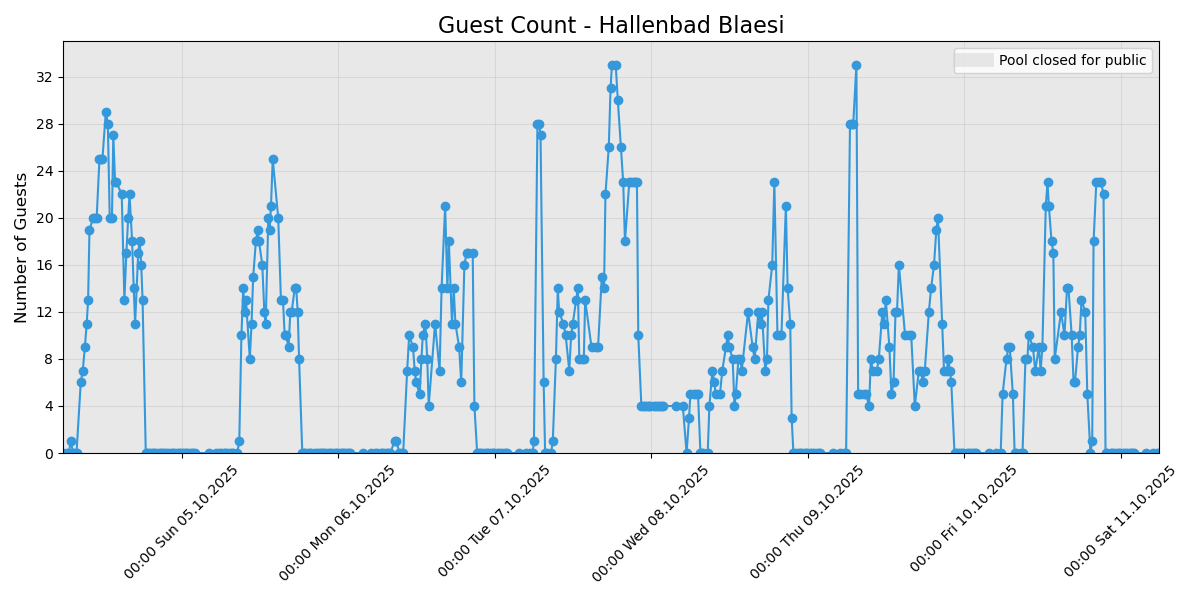 Guest Count - Hallenbad Blaesi
Pool closed for public
Number of Guests
32
28
24
20
16
12
8
4
0
00:00 Sun 05.10.2025
00:00 Mon 06.10.2025
00:00 Tue 07.10.2025
00:00 Wed 08.10.2025
00:00 Thu 09.10.2025
00:00 Fri 10.10.2025
00:00 Sat 11.10.2025